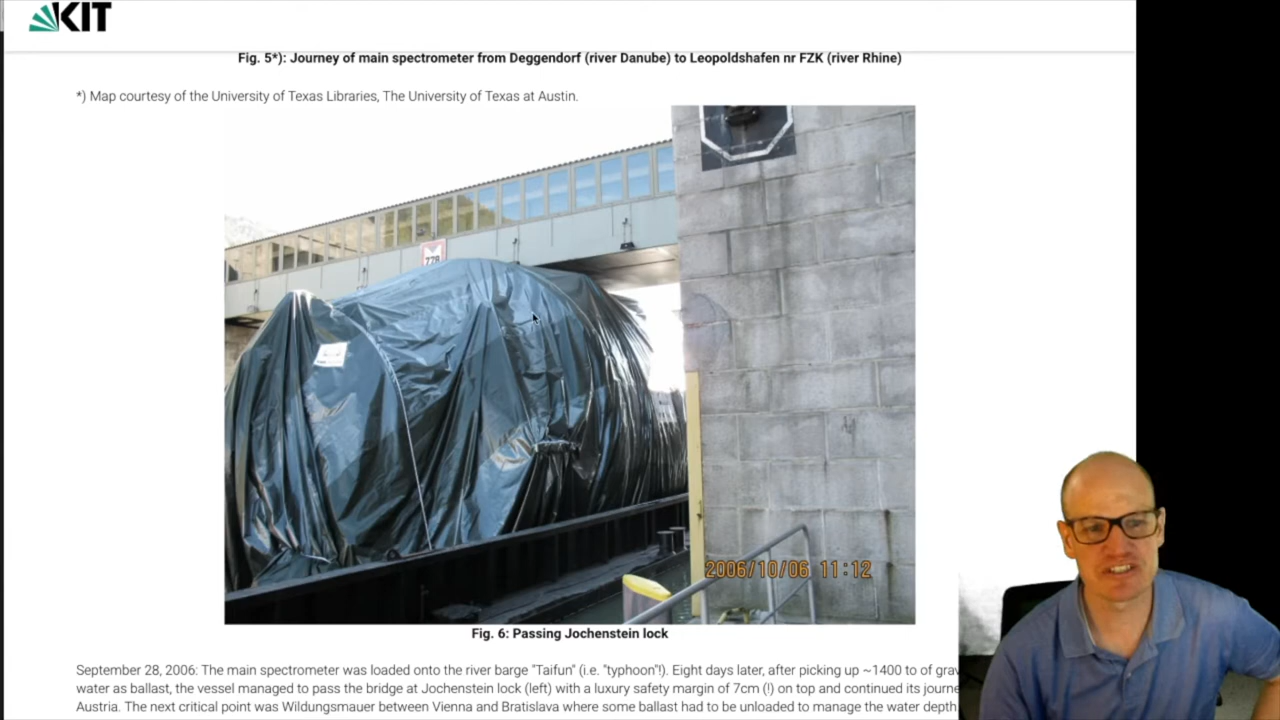 KIT
Fig. 5*): Journey of main spectrometer from Deggendorf (river Danube) to Leopoldshafen nr FZK (river Rhine)
*) Map courtesy of the University of Texas Libraries, The University of Texas at Austin.
778
2006/10/06 11:12
Fig. 6: Passing Jochenstein lock
September 28, 2006: The main spectrometer was loaded onto the river barge "Taifun" (i.e. "typhoon"!). Eight days later, after picking up ~1400 to of
water as ballast, the vessel managed to pass the bridge at Jochenstein lock (left) with a luxury safety margin of 7cm (!) on top and continued its
Austria. The next critical point was Wildungsmauer between Vienna and Bratislava where some ballast had to be unloaded to manage the water depth